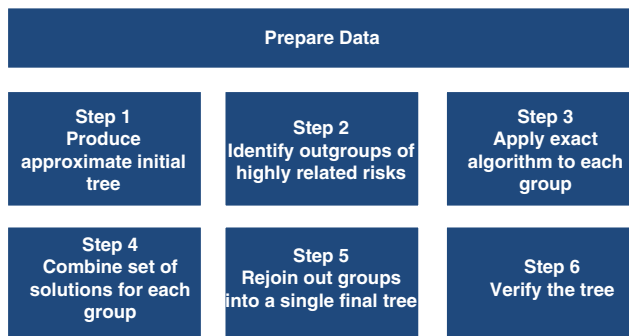 Prepare Data
Step 1
Produce
approximate initial
tree
Step 2
Identify outgroups of
highly related risks
Step 3
Apply exact
algorithm to each
group
Step 4
Combine set of
solutions for each
group
Step 5
Rejoin out groups
into a single final tree
Step 6
Verify the tree